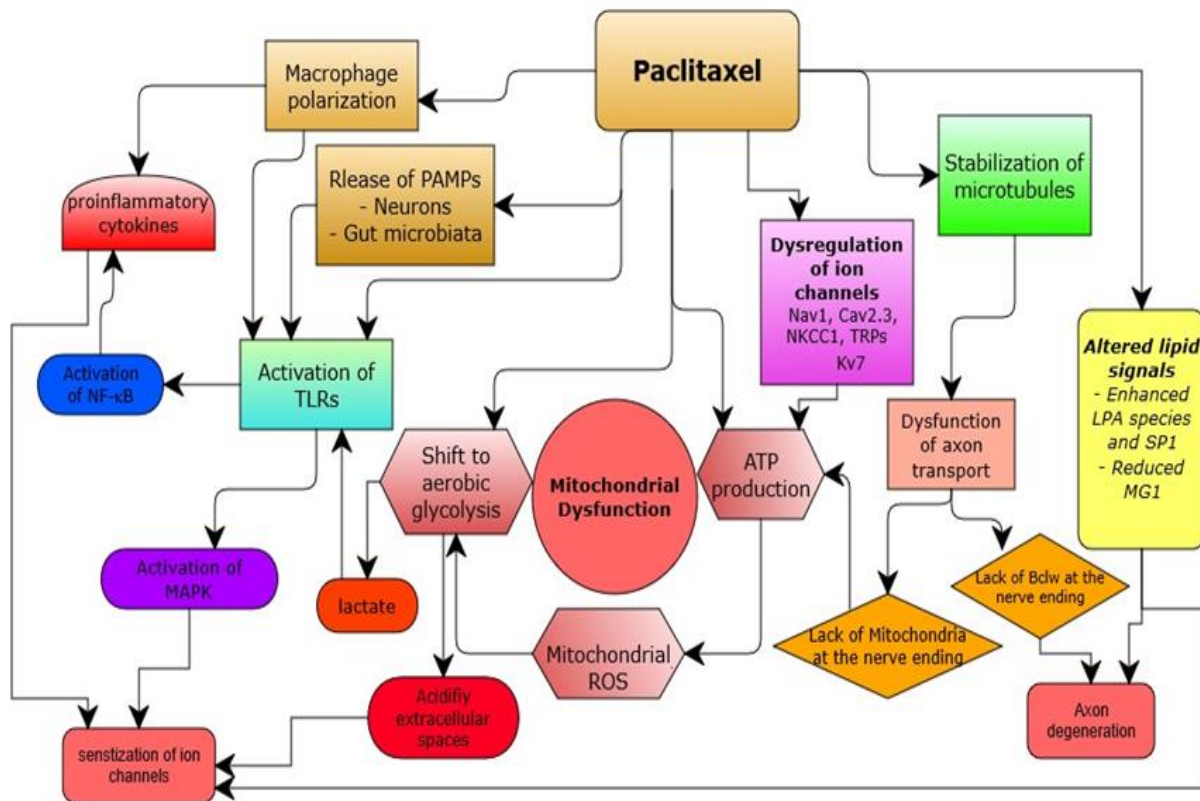 Paclitaxel
Macrophage
polarization
Rlease of PAMPs
- Neurons
- Gut microbiata
Stabilization of
microtubules
proinflammatory
cytokines
Dysregulation
of ion
channels
Nav1, Cav2.3,
NKCC1, TRPs
Kv7
Activation
of NF-κB
Activation of
TLRs
Altered lipid
signals
- Enhanced
LPA species
and SP1
- Reduced
MG1
Dysfunction
of axon
transport
Shift to
aerobic
glycolysis
Mitochondrial
Dysfunction
ATP
production
Activation of
MAPK
lactate
Lack of Bclw at the
nerve ending
Lack of Mitochondria
at the nerve ending
Mitochondrial
ROS
Acidifiy
extracellular
spaces
Axon
degeneration
senstization of ion
channels